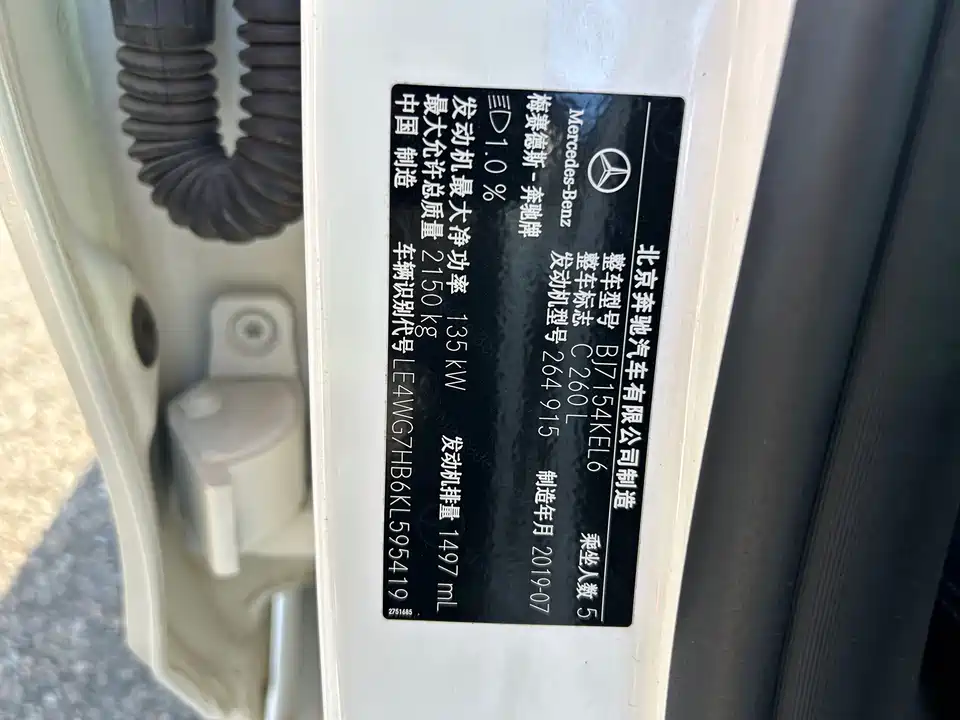 北京奔驰汽车有限公司制造
Mercedes-Benz
梅赛德斯-奔驰牌
整车型号 BJ7154KEL6
整车标志 C 260 L 乘坐人数 5
发动机型号 264 915 制造年月 2019-07
1.0 %
发动机最大净功率 135 kW 发动机排量 1497 mL
最大允许总质量 2150 kg
中国 制造 车辆识别代号 LE4WG7HB6KL595419
2751685